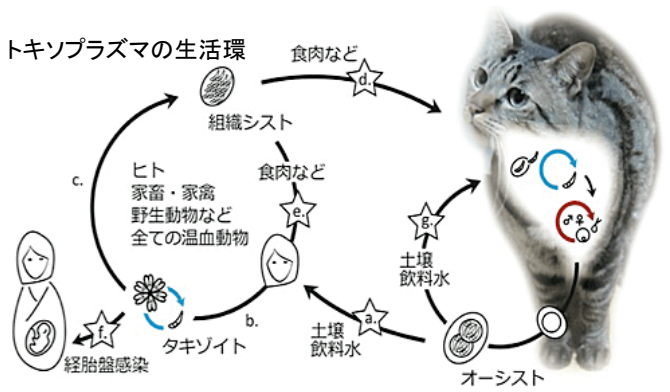 トキソプラズマの生活環
食肉など
d.
組織シスト
c.
ヒト
家畜・家禽
野生動物など
全ての温血動物
食肉など
e.
g.
土壌
飲料水
f.
経胎盤感染
タキゾイト
b.
a.
土壌
飲料水
オーシスト
♂♀